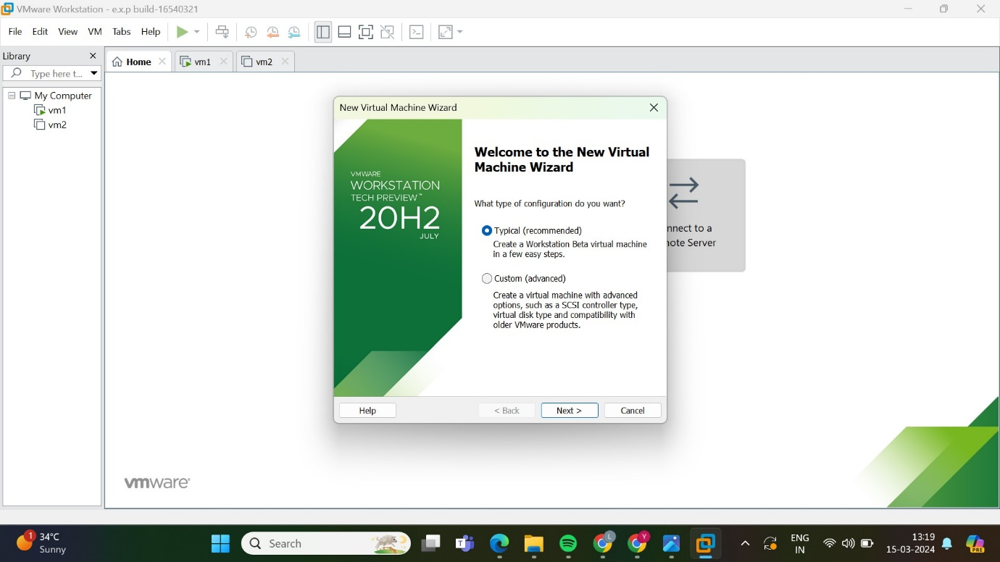 VMware Workstation - e.x.p build-16540321
File Edit View VM Tabs Help
Library
Type here t...
Home
vm1
vm2
My Computer
vm1
vm2
New Virtual Machine Wizard
VMWARE
WORKSTATION
TECH PREVIEW™
20H2
JULY
Welcome to the New Virtual
Machine Wizard
What type of configuration do you want?
Typical (recommended)
Create a Workstation Beta virtual machine
in a few easy steps.
Custom (advanced)
Create a virtual machine with advanced
options, such as a SCSI controller type,
virtual disk type and compatibility with
older VMware products.
Help
< Back
Next >
Cancel
nnect to a
note Server
vmware®
1
34°C
Sunny
Search
T
L
Y
ENG
IN
13:19
15-03-2024
PRE